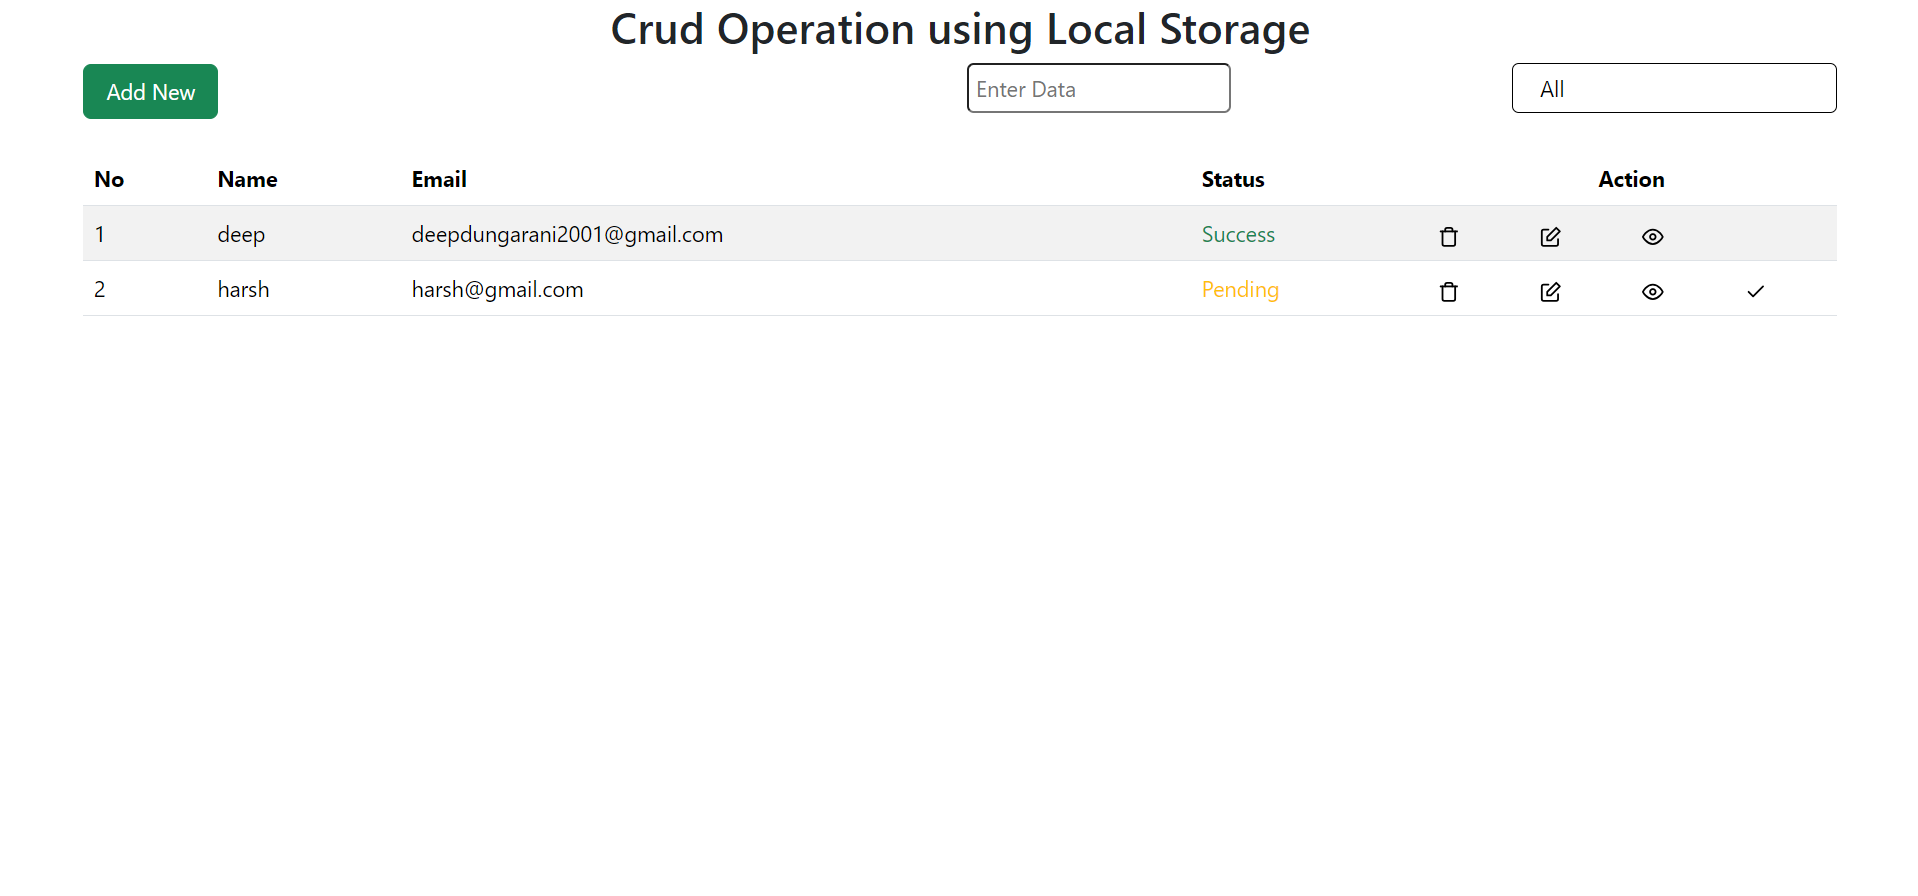 Crud Operation using Local Storage
Add New
Enter Data
All
No Name Email Status Action
1 deep deepdungarani2001@gmail.com Success
2 harsh harsh@gmail.com Pending